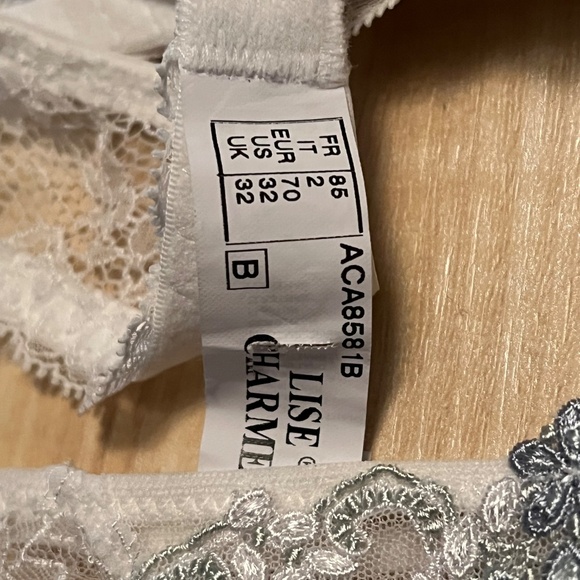 FR 85
IT 2
EUR 70
US 32
UK 32
B
ACA8581B
LISE ®
CHARME